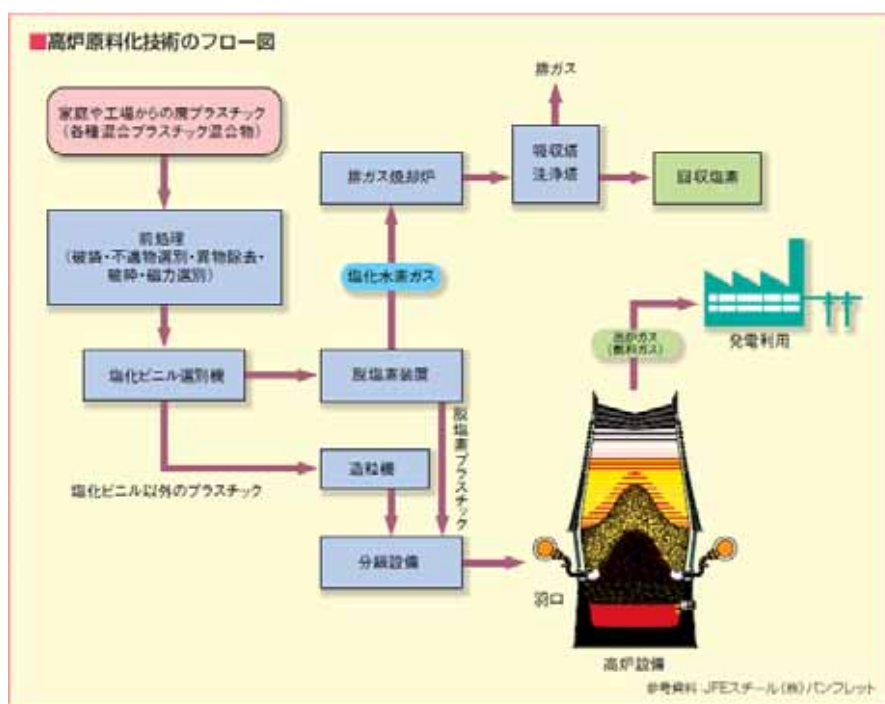 ■高炉原料化技術のフロー図
家庭や工場からの廃プラスチック
(各種混合プラスチック混合物)
前処理
(破袋・不適物選別・異物除去・
破砕・磁力選別)
塩化ビニル選別機
塩化ビニル以外のプラスチック
脱塩素装置
塩化水素ガス
排ガス焼却炉
吸収塔
洗浄塔
排ガス
回収塩素
脱塩素プラスチック
造粒機
分級設備
羽口
高炉設備
高炉ガス
(燃料ガス)
発電利用
参考資料:JFEスチール(株)パンフレット